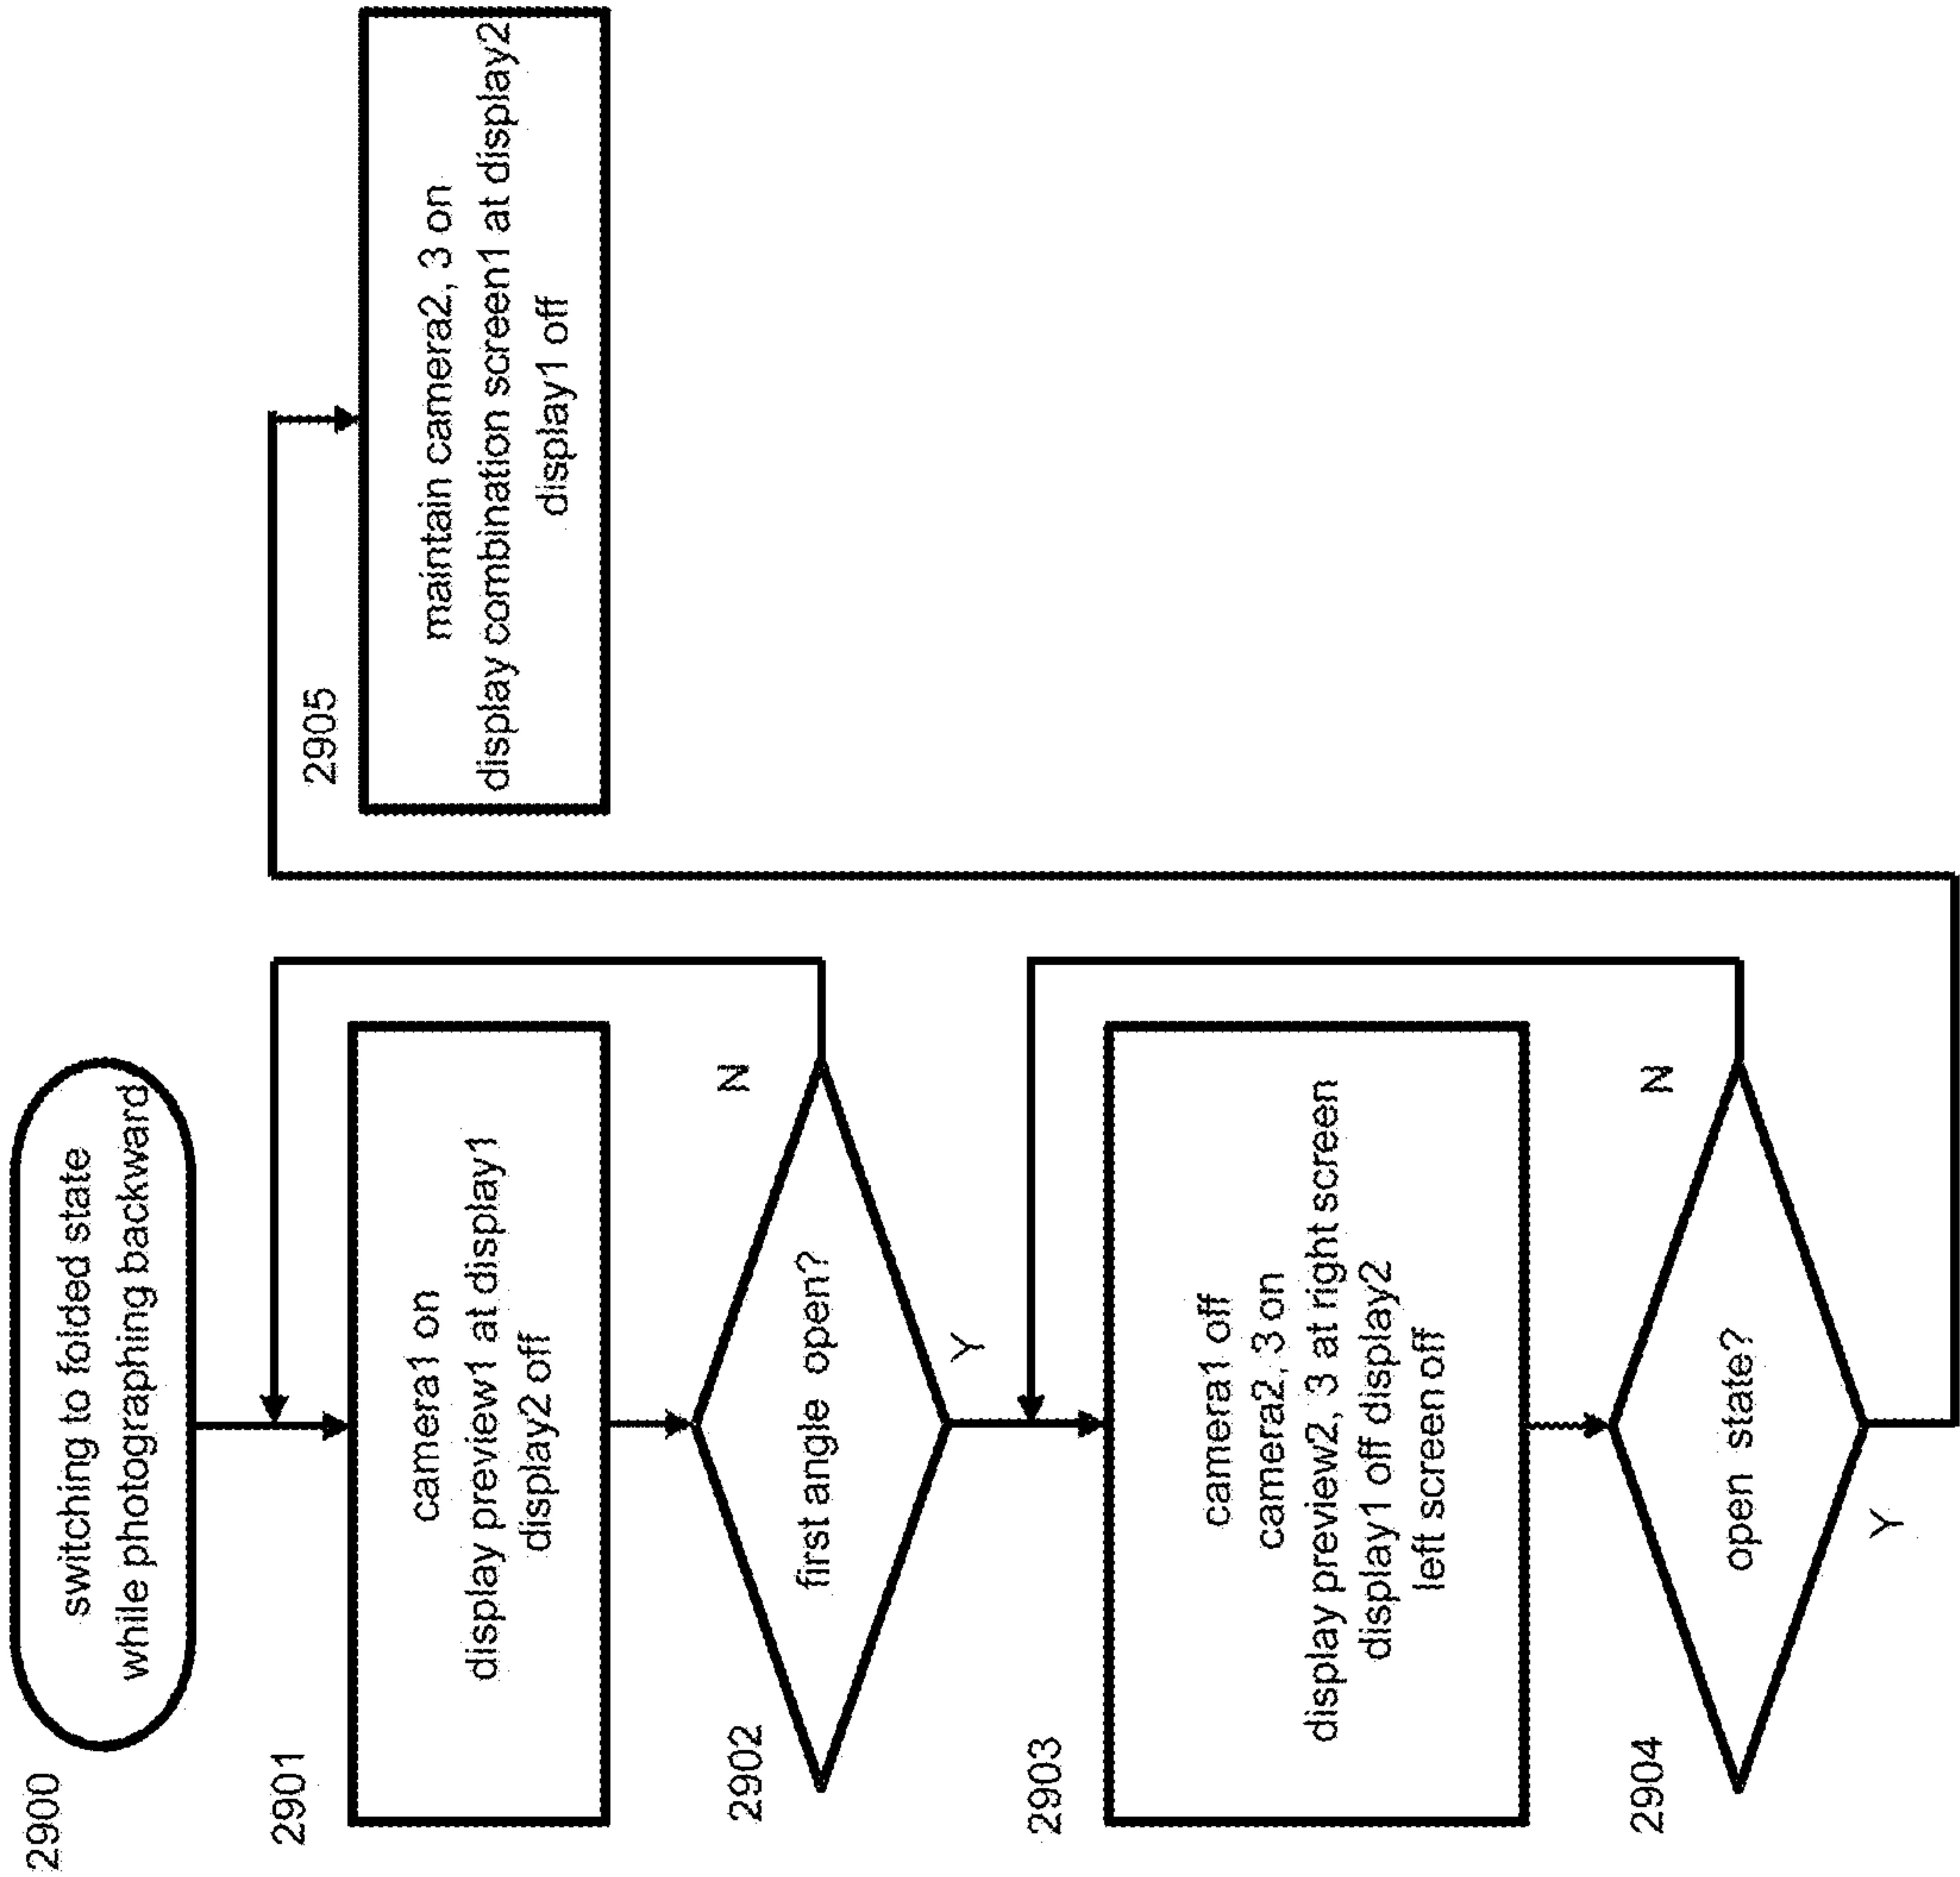 2900
switching to folded state
while photographing backward
2901
camera1 on
display preview1 at display1
display2 off
2902
first angle open?
N
Y
2903
camera1 off
camera2, 3 on
display preview2, 3 at right screen
display1 off display2
left screen off
2904
open state?
N
Y
2905
maintain camera2, 3 on
display combination screen1 at display2
display1 off